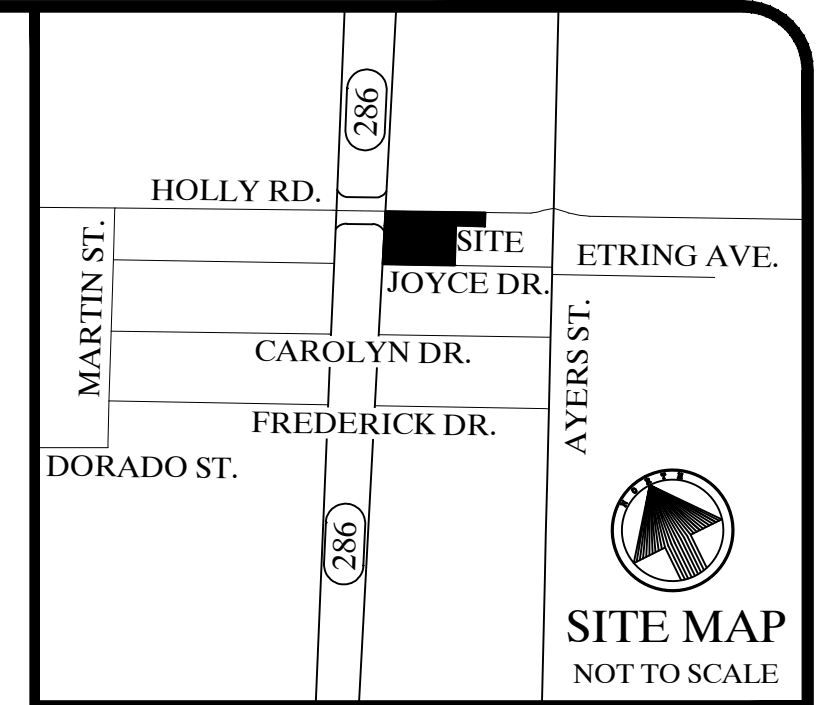 286
HOLLY RD.
SITE
ETRING AVE.
MARTIN ST.
JOYCE DR.
AYERS ST.
CAROLYN DR.
FREDERICK DR.
DORADO ST.
286
NORTH
SITE MAP
NOT TO SCALE